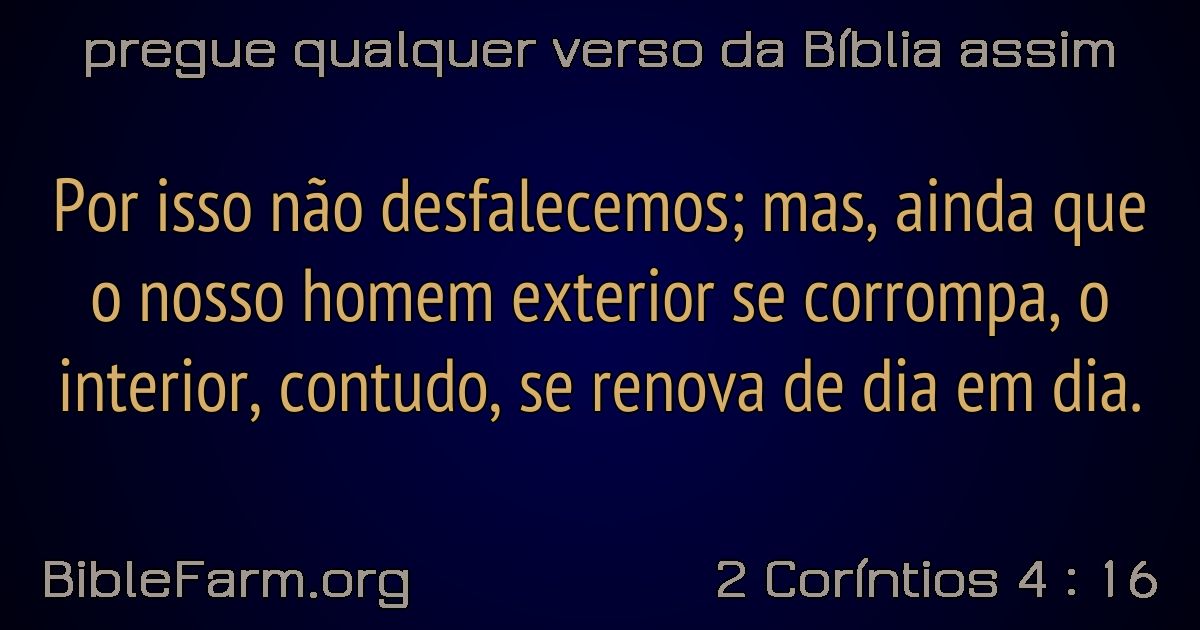 pregue qualquer verso da Bíblia assim
Por isso não desfalecemos; mas, ainda que
o nosso homem exterior se corrompa, o
interior, contudo, se renova de dia em dia.
BibleFarm.org
2 Coríntios 4 : 16